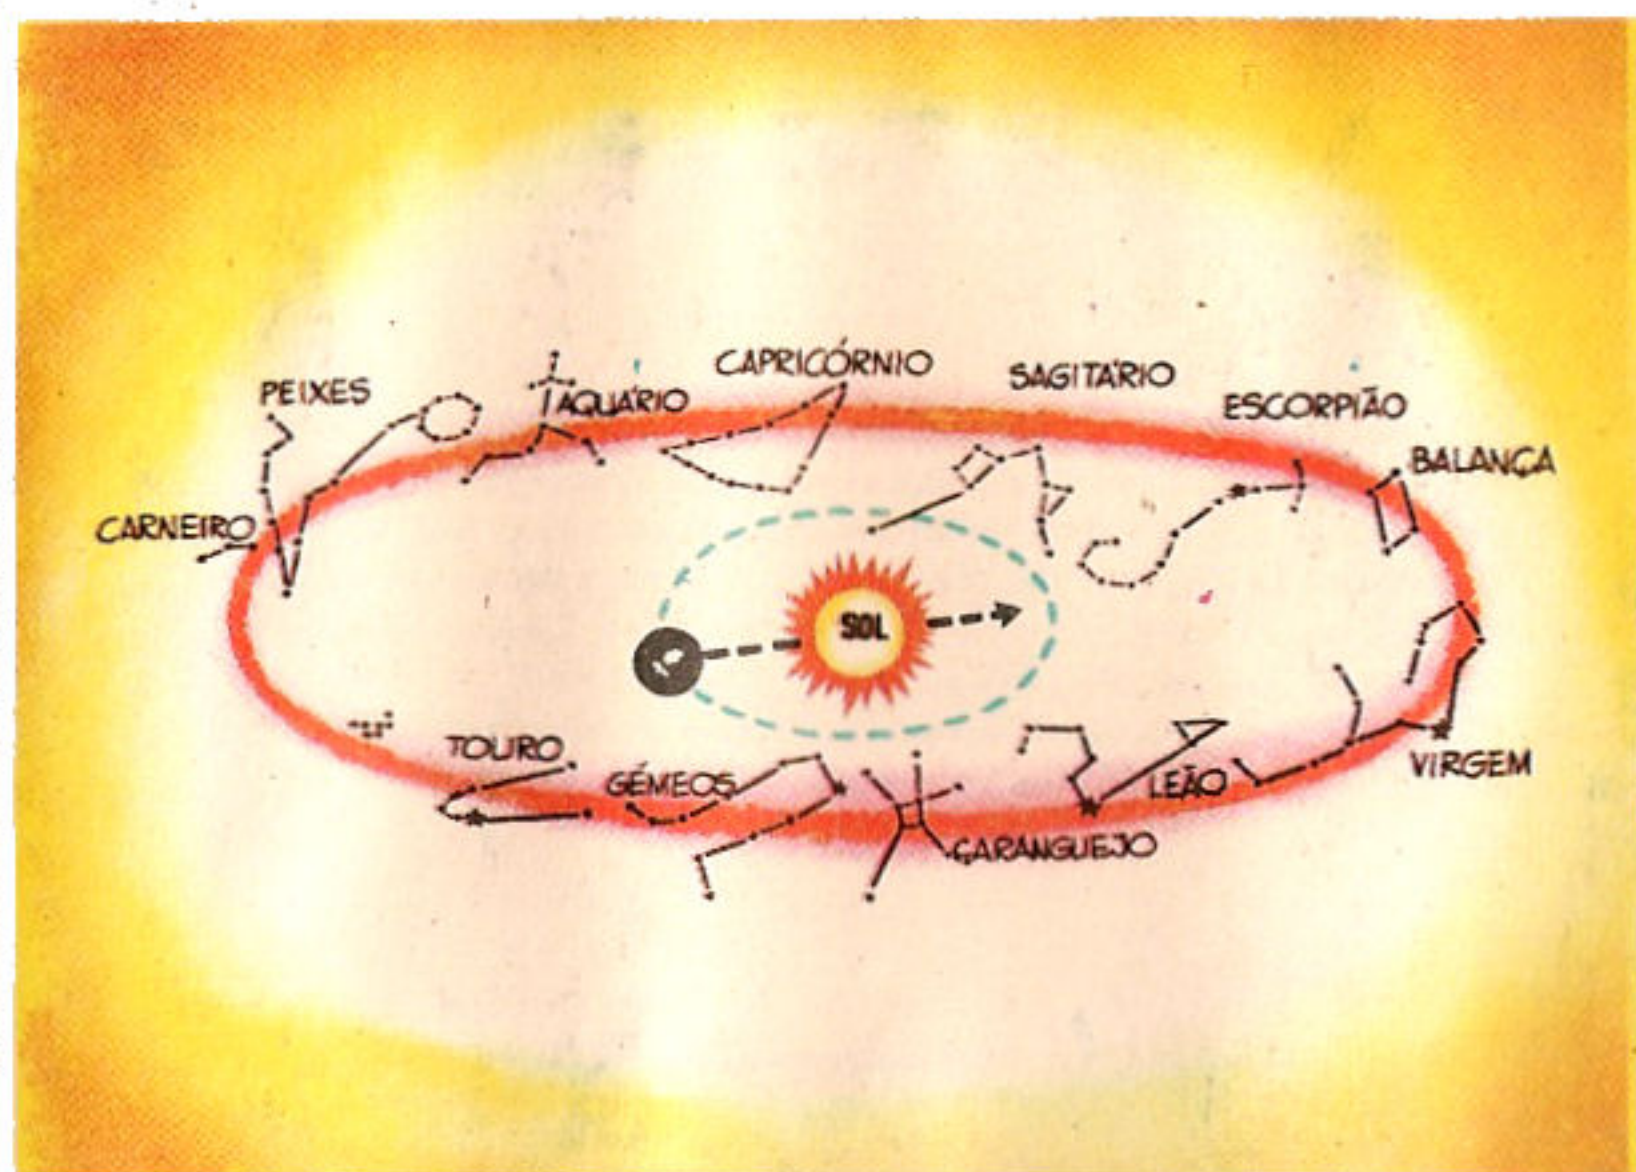 CAPRICÓRNIO
SAGITÁRIO
PEIXES
AQUÁRIO
ESCORPIÃO
BALANÇA
CARNEIRO
SOL
TOURO
GÉMEOS
LEÃO
VIRGEM
CARANGUEJO